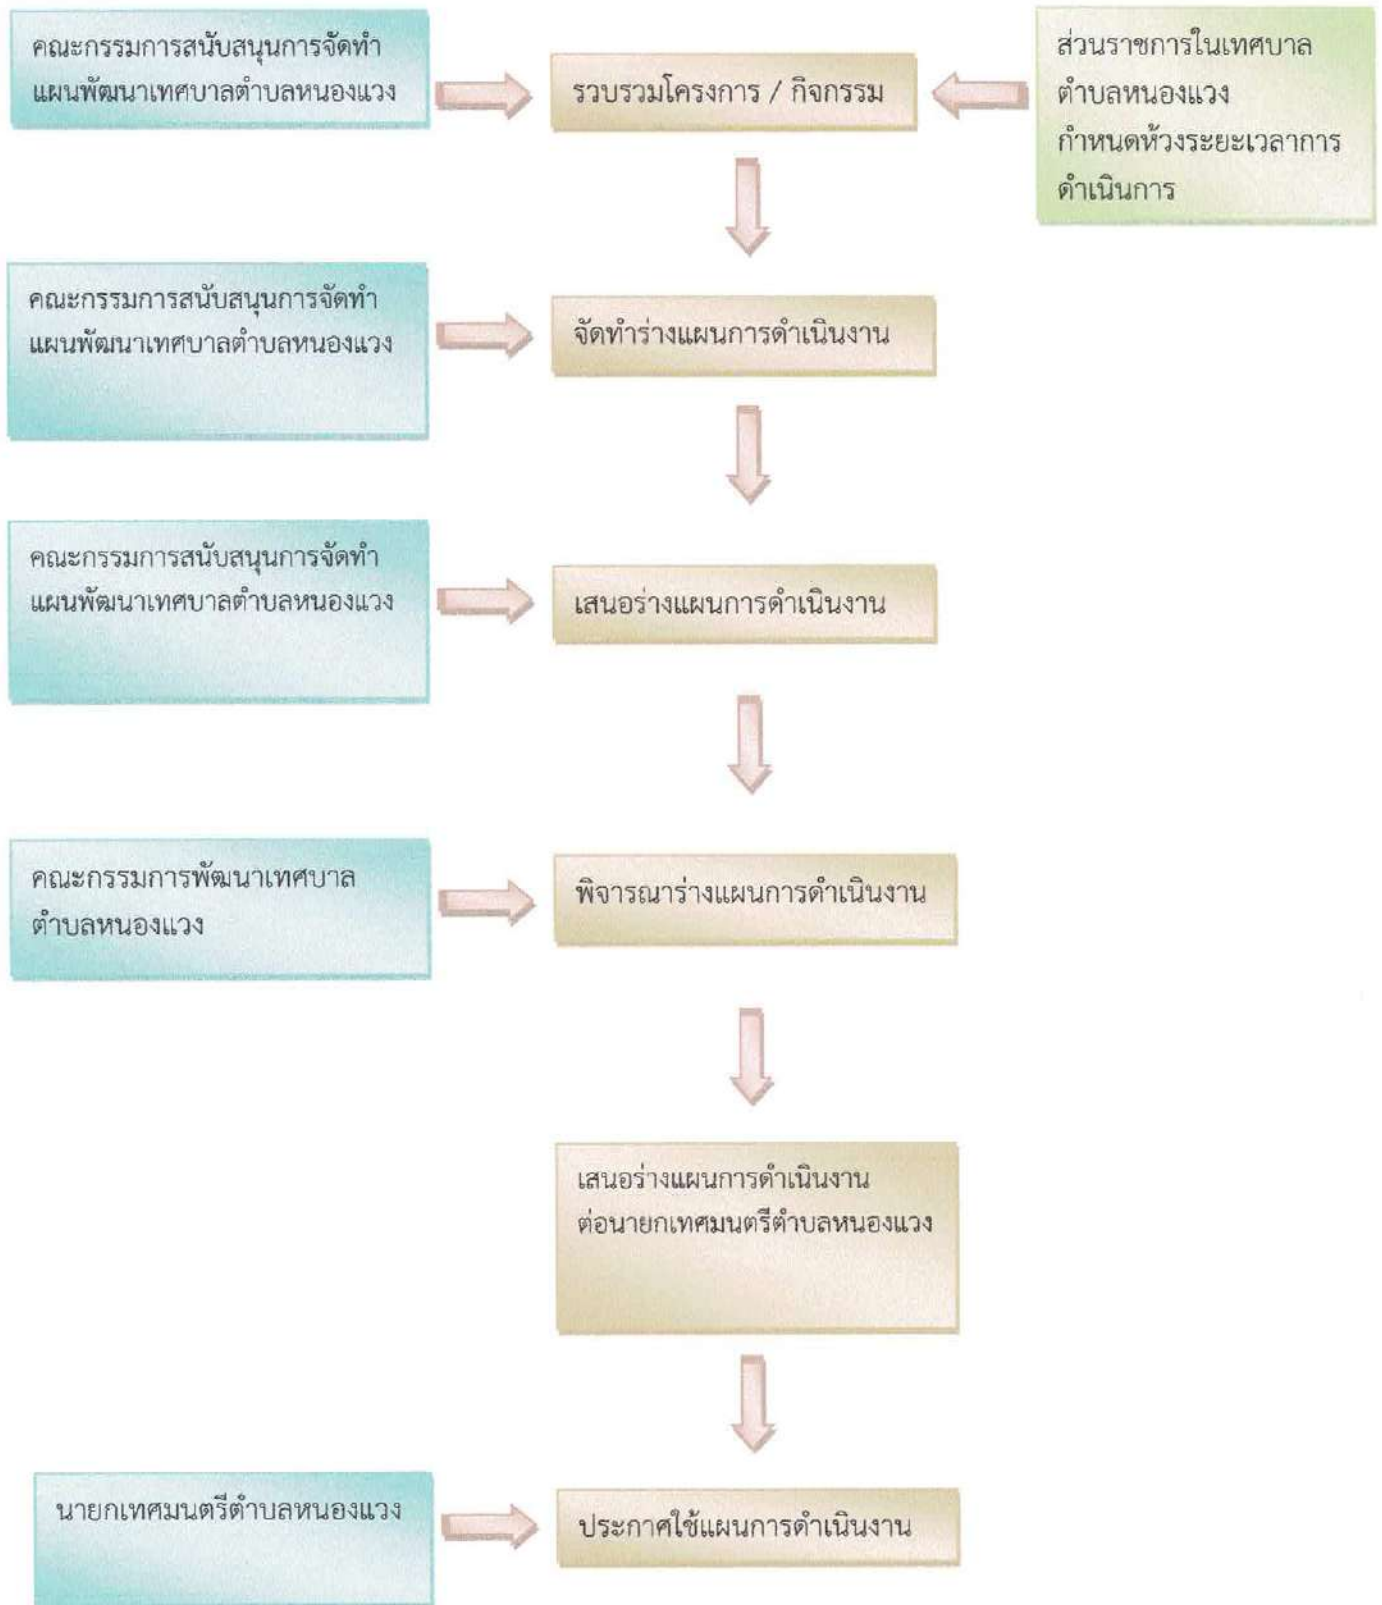 คณะกรรมการสนับสนุนการจัดทำ
แผนพัฒนาเทศบาลตำบลหนองแวง
รวบรวมโครงการ / กิจกรรม
ส่วนราชการในเทศบาล
ตำบลหนองแวง
กำหนดห้วงระยะเวลาการ
ดำเนินการ
คณะกรรมการสนับสนุนการจัดทำ
แผนพัฒนาเทศบาลตำบลหนองแวง
จัดทำร่างแผนการดำเนินงาน
คณะกรรมการสนับสนุนการจัดทำ
แผนพัฒนาเทศบาลตำบลหนองแวง
เสนอร่างแผนการดำเนินงาน
คณะกรรมการพัฒนาเทศบาล
ตำบลหนองแวง
พิจารณาร่างแผนการดำเนินงาน
เสนอร่างแผนการดำเนินงาน
ต่อนายกเทศมนตรีตำบลหนองแวง
นายกเทศมนตรีตำบลหนองแวง
ประกาศใช้แผนการดำเนินงาน